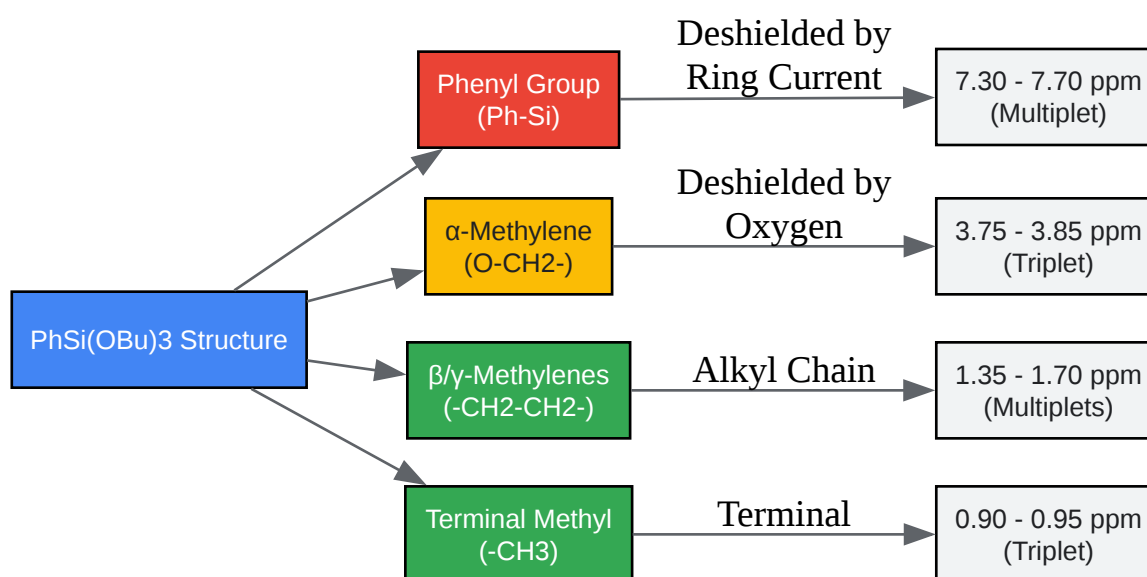 Phenyl Group
(Ph-Si)
Deshielded by
Ring Current
7.30 - 7.70 ppm
(Multiplet)
α-Methylene
(O-CH2-)
Deshielded by
Oxygen
3.75 - 3.85 ppm
(Triplet)
PhSi(OBu)3 Structure
β/γ-Methylenes
(-CH2-CH2-)
Alkyl Chain
1.35 - 1.70 ppm
(Multiplets)
Terminal Methyl
(-CH3)
Terminal
0.90 - 0.95 ppm
(Triplet)